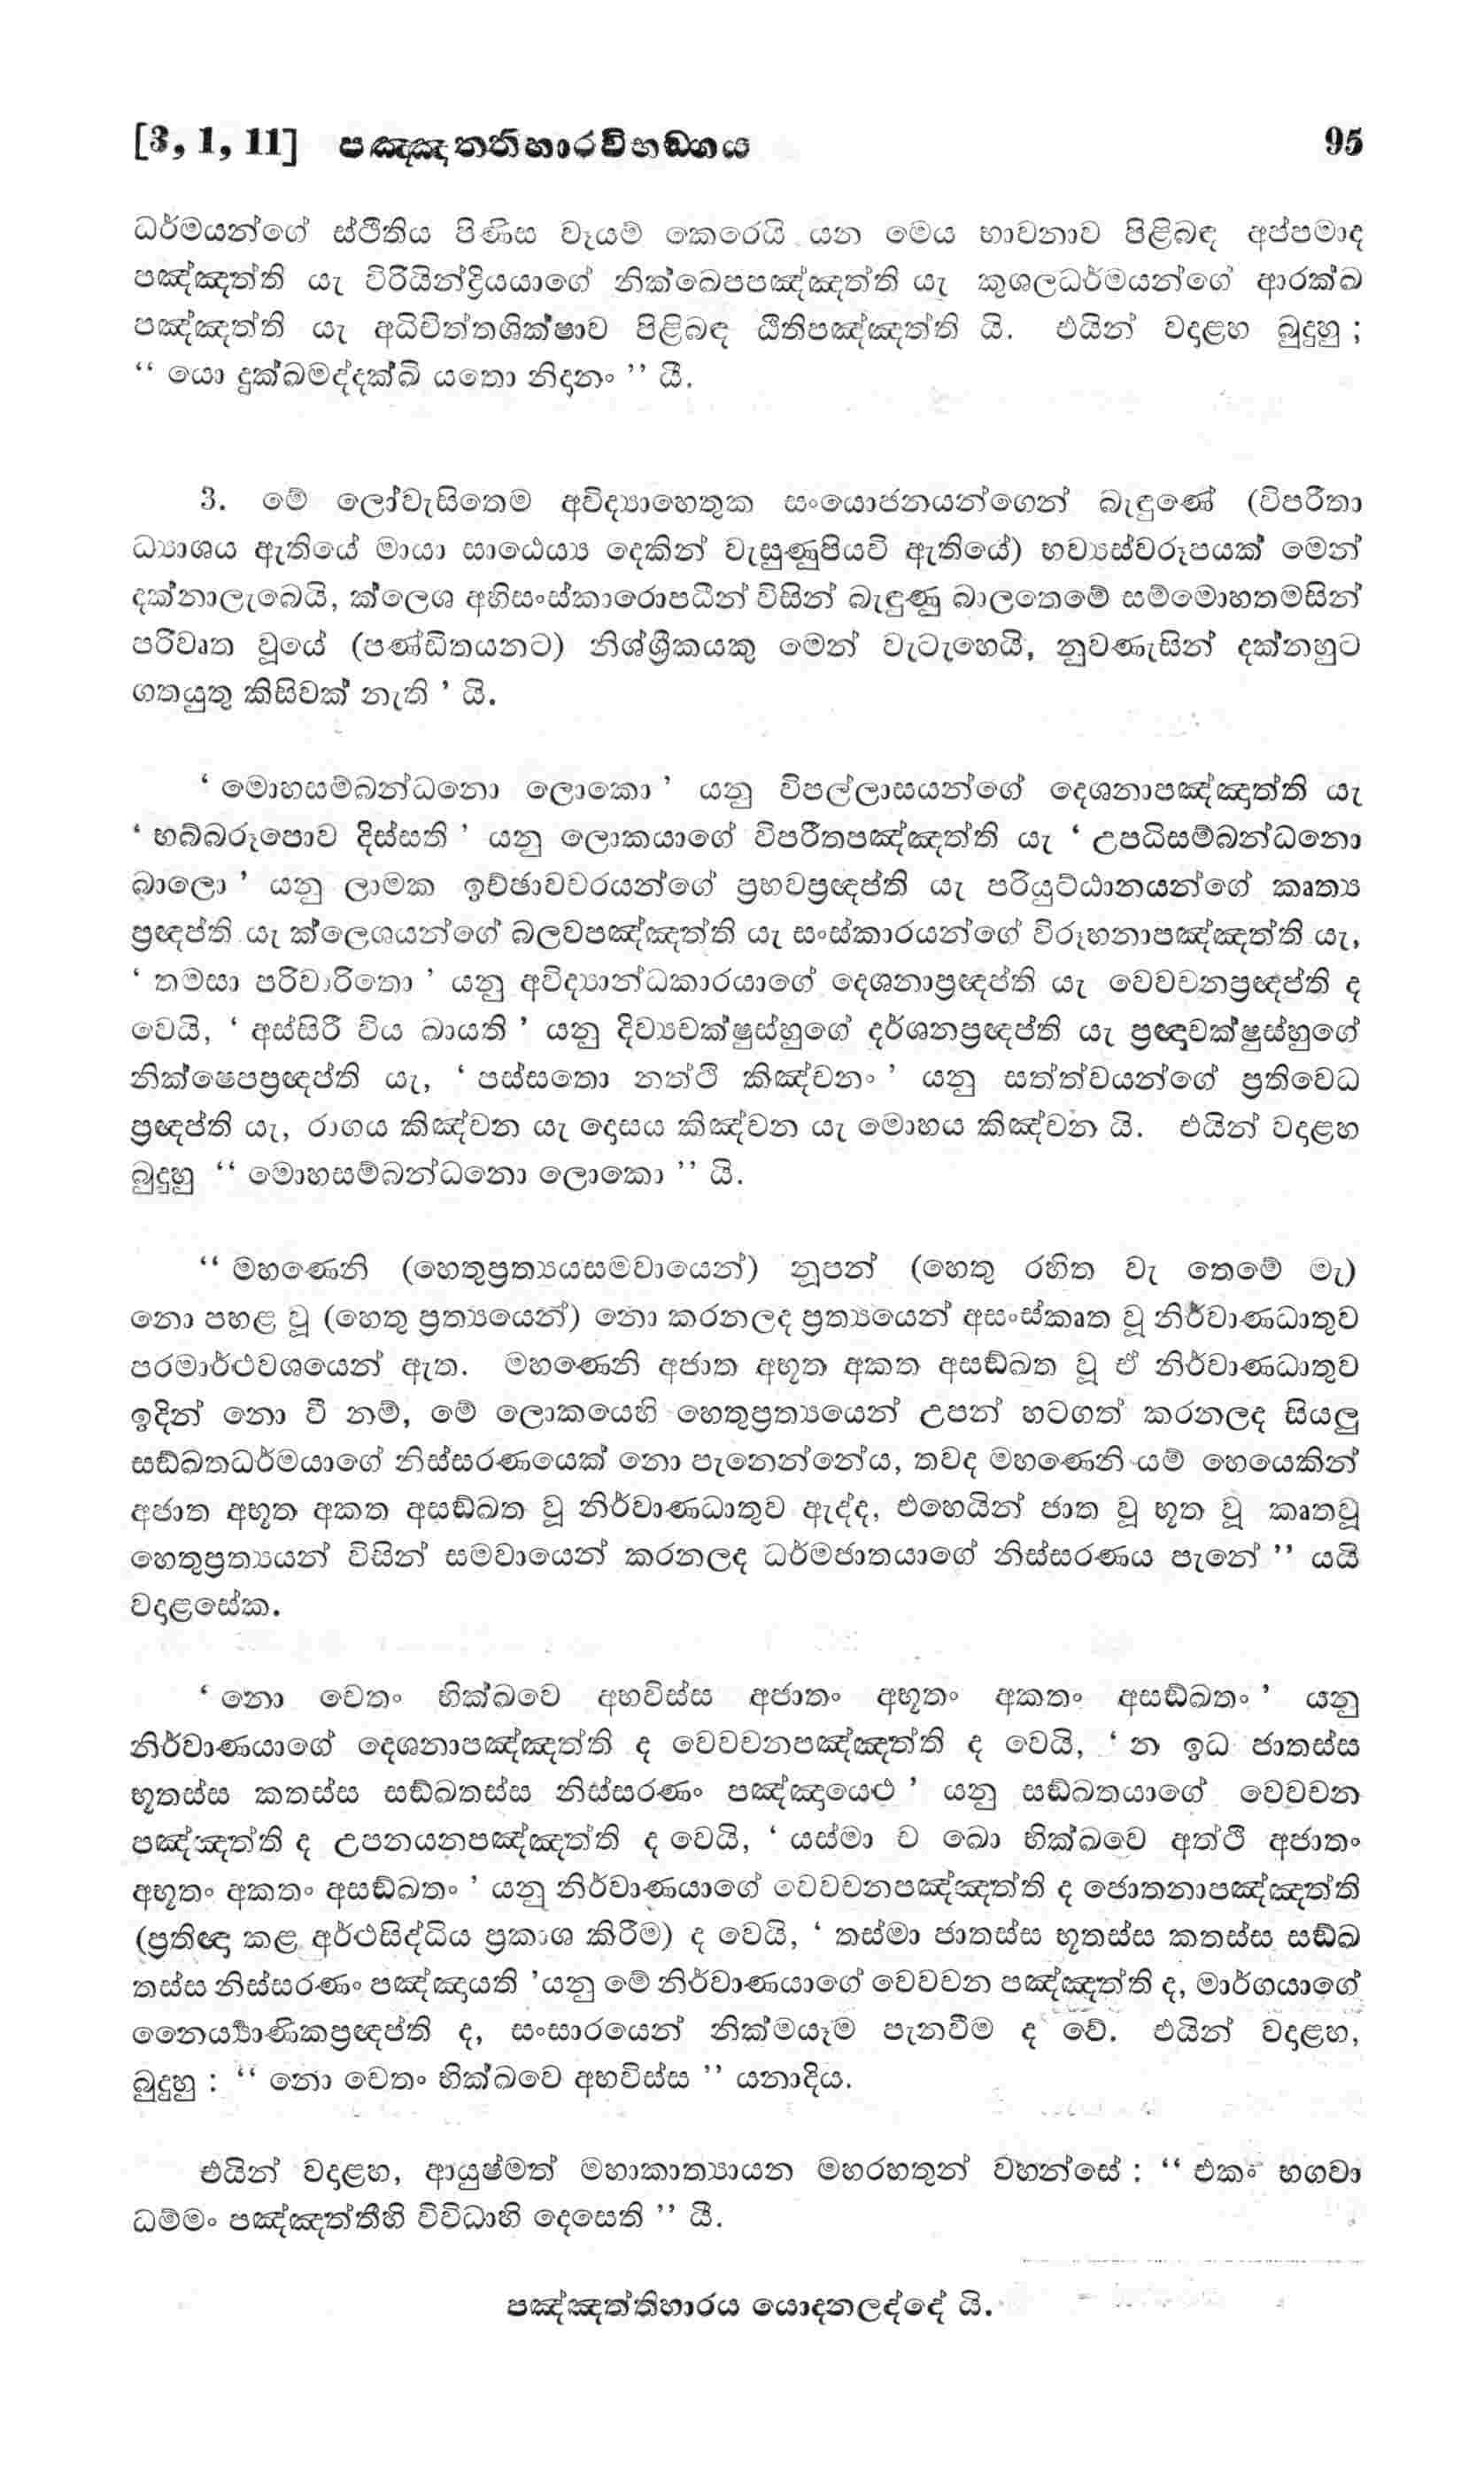 [3, 1, 11] පඤ්ඤත්තිහාරවිභඞ්ගය 95
ධර්මයන්ගේ ස්ථිතිය පිණිස වෑයම් කෙරෙයි යන මෙය භාවනාව පිළිබඳ අප්පමාද
පඤ්ඤත්ති යැ විරියින්ද්‍රියයාගේ නික්ඛෙපපඤ්ඤත්ති යැ කුශලධර්මයන්ගේ ආරක්ඛ
පඤ්ඤත්ති යැ අධිචිත්තශික්ෂාව පිළිබඳ ඨිතිපඤ්ඤත්ති යි. එයින් වදාළහ බුදුහු ;
“ යො දුක්ඛමද්දක්ඛි යතො නිදානං ” යී.
3. මේ ලෝවැසිතෙම අවිද්‍යාහෙතුක සංයොජනයන්ගෙන් බැඳුණේ (විපරීතා
ධ්‍යාශය ඇතියේ මායා සාඨෙය්‍ය දෙකින් වැසුණුපියවි ඇතියේ) භව්‍යස්වරූපයක් මෙන්
දක්නාලැබෙයි, ක්ලෙශ අභිසංස්කාරොපධීන් විසින් බැඳුණු බාලතෙමේ සම්මොහතමසින්
පරිවෘත වූයේ (පණ්ඩිතයනට) නිශ්ශ්‍රීකයකු මෙන් වැටැහෙයි, නුවණැසින් දක්නහුට
ගතයුතු කිසිවක් නැති ’ යි.
‘ මොහසම්බන්ධනො ලොකො ’ යනු විපල්ලාසයන්ගේ දෙශනාපඤ්ඤත්ති යැ
‘ භබ්බරූපොව දිස්සති ’ යනු ලොකයාගේ විපරීතපඤ්ඤත්ති යැ ‘ උපධිසම්බන්ධනො
බාලො ’ යනු ලාමක ඉච්ඡාවචරයන්ගේ ප්‍රභවප්‍රඥප්ති යැ පරියුට්ඨානයන්ගේ කෘත්‍ය
ප්‍රඥප්ති යැ ක්ලෙශයන්ගේ බලවපඤ්ඤත්ති යැ සංස්කාරයන්ගේ විරූහනාපඤ්ඤත්ති යැ,
‘ තමසා පරිවාරිතො ’ යනු අවිද්‍යාන්ධකාරයාගේ දෙශනාප්‍රඥප්ති යැ වෙවචනප්‍රඥප්ති ද
වෙයි, ‘ අස්සිරී විය ඛායති ’ යනු දිව්‍යචක්ෂුස්හුගේ දර්ශනප්‍රඥප්ති යැ ප්‍රඥාචක්ෂුස්හුගේ
නික්ෂෙපප්‍රඥප්ති යැ, ‘ පස්සතො නත්ථි කිඤ්චනං ’ යනු සත්ත්වයන්ගේ ප්‍රතිවෙධ
ප්‍රඥප්ති යැ, රාගය කිඤ්චන යැ දෙසය කිඤ්චන යැ මොහය කිඤ්චන යි. එයින් වදාළහ
බුදුහු “ මොහසම්බන්ධනො ලොකො ” යි.
“ මහණෙනි (හෙතුප්‍රත්‍යයසමවායෙන්) නූපන් (හෙතු රහිත වැ තෙමේ මැ)
නො පහළ වූ (හෙතු ප්‍රත්‍යයෙන්) නො කරනලද ප්‍රත්‍යයෙන් අසංස්කෘත වූ නිර්වාණධාතුව
පරමාර්ථවශයෙන් ඇත. මහණෙනි අජාත අභූත අකත අසඞ්ඛත වූ ඒ නිර්වාණධාතුව
ඉදින් නො වී නම්, මේ ලොකයෙහි හෙතුප්‍රත්‍යයෙන් උපන් හටගත් කරනලද සියලු
සඞ්ඛතධර්මයාගේ නිස්සරණයෙක් නො පැනෙන්නේය, තවද මහණෙනි යම් හෙයෙකින්
අජාත අභූත අකත අසඞ්ඛත වූ නිර්වාණධාතුව ඇද්ද, එහෙයින් ජාත වූ භූත වූ කෘතවූ
හෙතුප්‍රත්‍යයන් විසින් සමවායෙන් කරනලද ධර්මජාතයාගේ නිස්සරණය පැනේ ” යයි
වදාළසේක.
‘ නො චෙතං භික්ඛවෙ අභවිස්ස අජාතං අභූතං අකතං අසඞ්ඛතං ’ යනු
නිර්වාණයාගේ දෙශනාපඤ්ඤත්ති ද වෙවචනපඤ්ඤත්ති ද වෙයි, ‘ න ඉධ ජාතස්ස
භූතස්ස කතස්ස සඞ්ඛතස්ස නිස්සරණං පඤ්ඤායෙථ ’ යනු සඞ්ඛතයාගේ වෙවචන
පඤ්ඤත්ති ද උපනයනපඤ්ඤත්ති ද වෙයි, ‘ යස්මා ච ඛො භික්ඛවෙ අත්ථි අජාතං
අභූතං අකතං අසඞ්ඛතං ’ යනු නිර්වාණයාගේ වෙවචනපඤ්ඤත්ති ද ජොතනාපඤ්ඤත්ති
(ප්‍රතිඥා කළ අර්ථසිද්ධිය ප්‍රකාශ කිරීම) ද වෙයි, ‘ තස්මා ජාතස්ස භූතස්ස කතස්ස සඞ්ඛ
තස්ස නිස්සරණං පඤ්ඤායති ’යනු මේ නිර්වාණයාගේ වෙවචන පඤ්ඤත්ති ද, මාර්ගයාගේ
නෛර්‍ය්‍යාණිකප්‍රඥප්ති ද, සංසාරයෙන් නික්මයෑම පැනවීම ද වේ. එයින් වදාළහ,
බුදුහු : “ නො චෙතං භික්ඛවෙ අභවිස්ස ” යනාදිය.
එයින් වදාළහ, ආයුෂ්මත් මහාකාත්‍යායන මහරහතුන් වහන්සේ : “ එකං භගවා
ධම්මං පඤ්ඤත්තීහි විවිධාහි දෙසෙති ” යී.
පඤ්ඤත්තිහාරය යොදනලද්දේ යි.